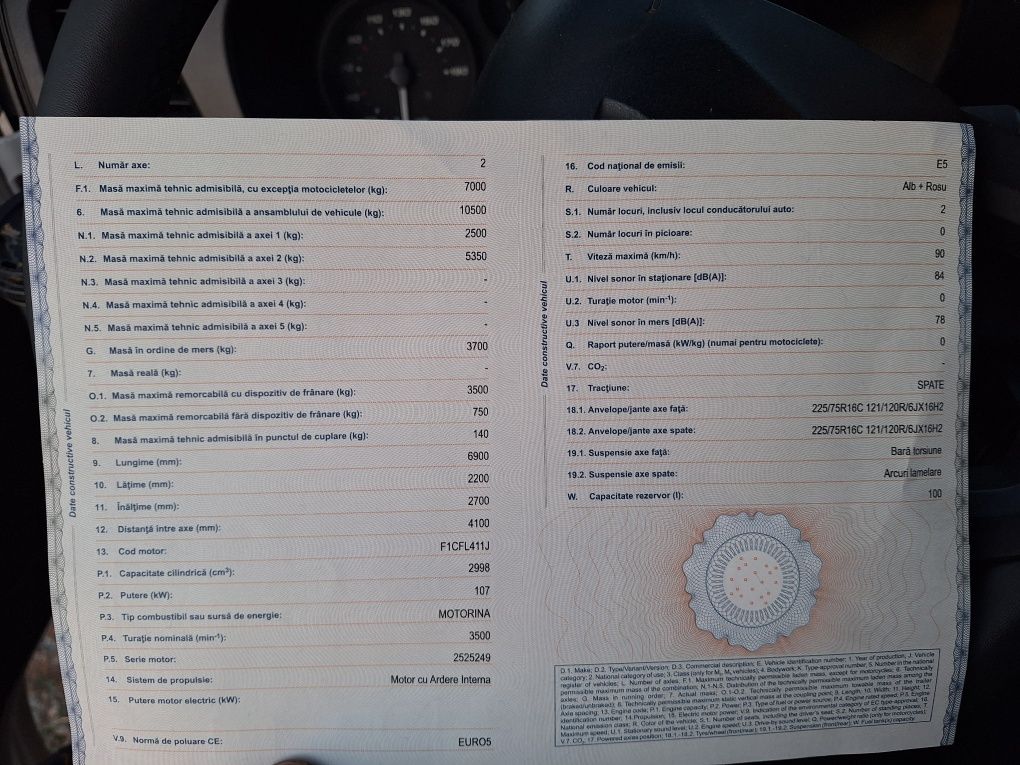 L. Număr axe: 2
F.1. Masă maximă tehnic admisibilă, cu excepția motocicletelor (kg): 7000
6. Masă maximă tehnic admisibilă a ansamblului de vehicule (kg): 10500
N.1. Masă maximă tehnic admisibilă a axei 1 (kg): 2500
N.2. Masă maximă tehnic admisibilă a axei 2 (kg): 5350
N.3. Masă maximă tehnic admisibilă a axei 3 (kg): -
N.4. Masă maximă tehnic admisibilă a axei 4 (kg): -
N.5. Masă maximă tehnic admisibilă a axei 5 (kg): -
G. Masă în ordine de mers (kg): 3700
7. Masă reală (kg): -
O.1. Masă maximă remorcabilă cu dispozitiv de frânare (kg): 3500
O.2. Masă maximă remorcabilă fără dispozitiv de frânare (kg): 750
8. Masă maximă tehnic admisibilă în punctul de cuplare (kg): 140
9. Lungime (mm): 6900
10. Lățime (mm): 2200
11. Înălțime (mm): 2700
12. Distanță între axe (mm): 4100
13. Cod motor: F1CFL411J
P.1. Capacitate cilindrică (cm³): 2998
P.2. Putere (kW): 107
P.3. Tip combustibil sau sursă de energie: MOTORINA
P.4. Turație nominală (min⁻¹): 3500
P.5. Serie motor: 2525249
14. Sistem de propulsie: Motor cu Ardere Interna
15. Putere motor electric (kW):
V.9. Normă de poluare CE: EURO5
Date constructive vehicul
16. Cod național de emisii: E5
R. Culoare vehicul: Alb + Rosu
S.1. Număr locuri, inclusiv locul conducătorului auto: 2
S.2. Număr locuri în picioare: 0
T. Viteză maximă (km/h): 90
U.1. Nivel sonor în staționare [dB(A)]: 84
U.2. Turație motor (min⁻¹): 0
U.3 Nivel sonor în mers [dB(A)]: 78
Q. Raport putere/masă (kW/kg) (numai pentru motociclete): 0
V.7. CO₂: -
17. Tracțiune: SPATE
18.1. Anvelope/jante axe față: 225/75R16C 121/120R/6JX16H2
18.2. Anvelope/jante axe spate: 225/75R16C 121/120R/6JX16H2
19.1. Suspensie axe față: Bară torsiune
19.2. Suspensie axe spate: Arcuri lamelare
W. Capacitate rezervor (l): 100
Date constructive vehicul